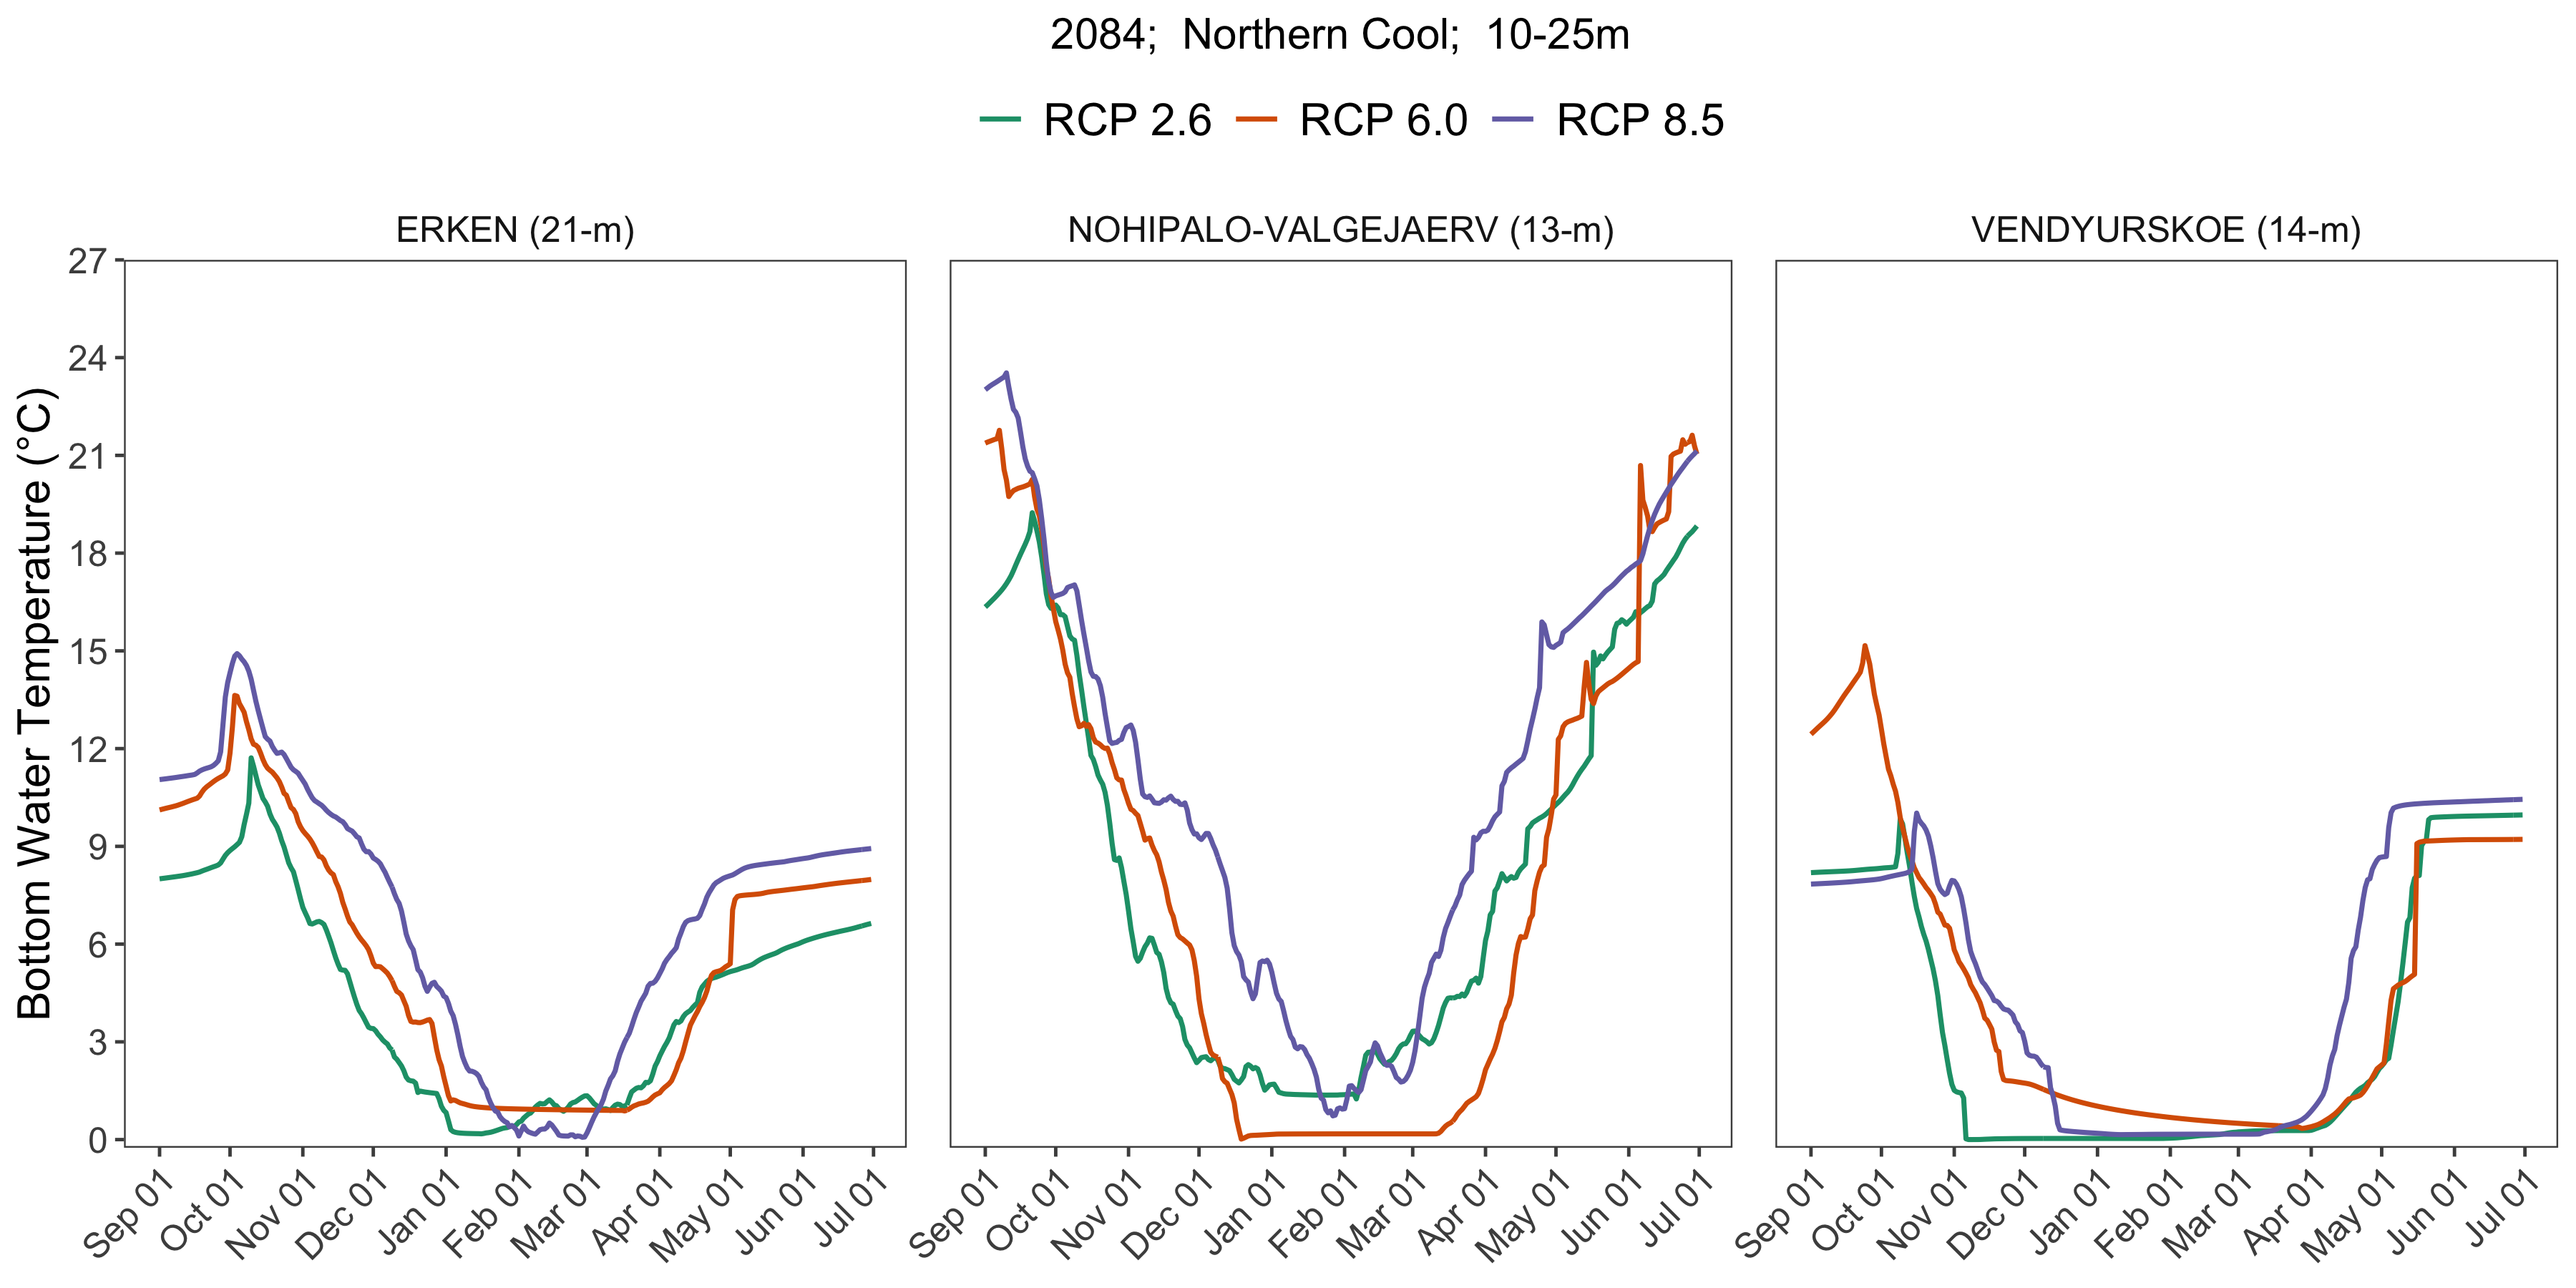 2084;  Northern Cool;  10-25m
RCP 2.6 RCP 6.0 RCP 8.5
ERKEN (21-m) NOHIPALO-VALGEJAERV (13-m) VENDYURSKOE (14-m)
Bottom Water Temperature (°C)
27
24
21
18
15
12
9
6
3
0
Sep 01 Oct 01 Nov 01 Dec 01 Jan 01 Feb 01 Mar 01 Apr 01 May 01 Jun 01 Jul 01
Sep 01 Oct 01 Nov 01 Dec 01 Jan 01 Feb 01 Mar 01 Apr 01 May 01 Jun 01 Jul 01
Sep 01 Oct 01 Nov 01 Dec 01 Jan 01 Feb 01 Mar 01 Apr 01 May 01 Jun 01 Jul 01